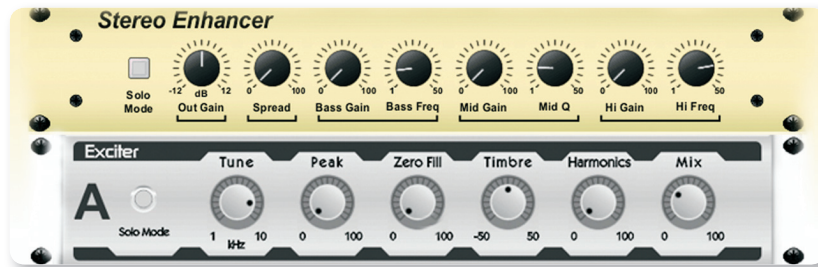 Stereo Enhancer
Solo
Mode
-12 dB 12
Out Gain
0 100
Spread
0 100
Bass Gain
1 50
Bass Freq
0 100
Mid Gain
1 50
Mid Q
0 100
Hi Gain
1 50
Hi Freq
Exciter
A
Solo Mode
Tune
1 kHz 10
Peak
0 100
Zero Fill
0 100
Timbre
-50 50
Harmonics
0 100
Mix
0 100